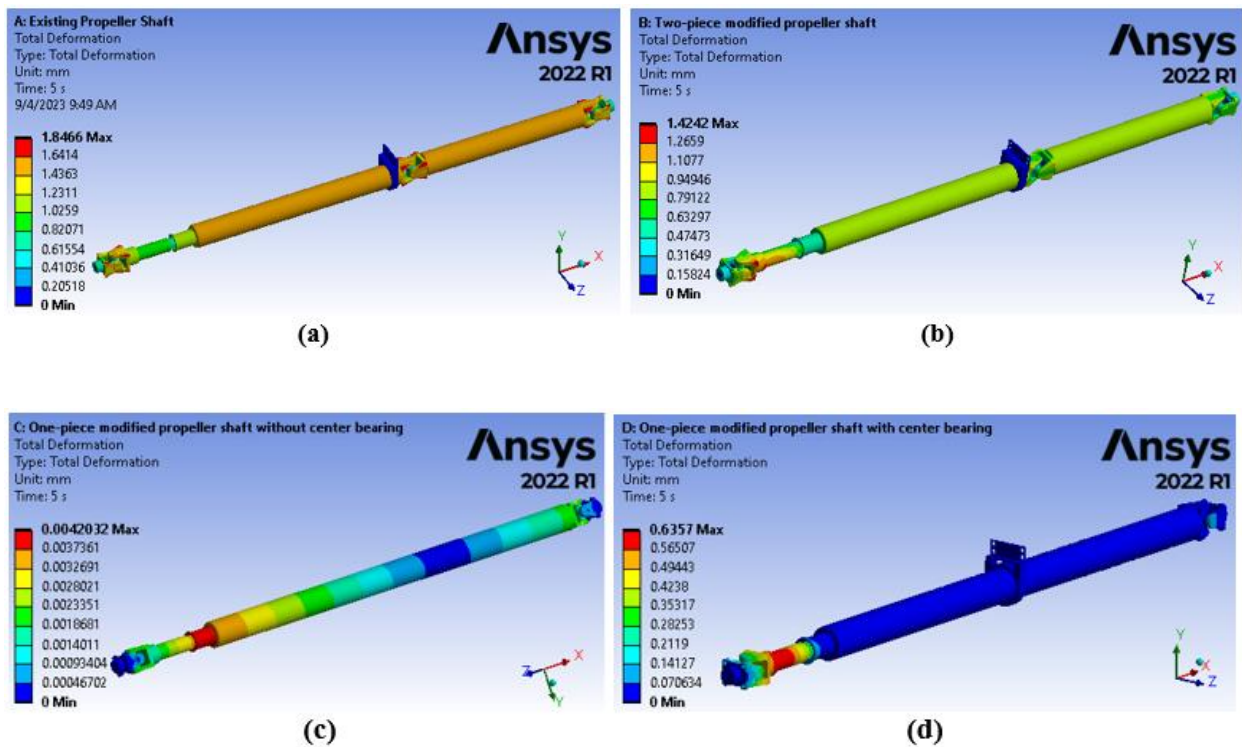 A: Existing Propeller Shaft
Total Deformation
Type: Total Deformation
Unit: mm
Time: 5 s
9/4/2023 9:49 AM
Ansys
2022 R1
1.8466 Max
1.6414
1.4363
1.2311
1.0259
0.82071
0.61554
0.41036
0.20518
0 Min
Y
X
Z
(a)
B: Two-piece modified propeller shaft
Total Deformation
Type: Total Deformation
Unit: mm
Time: 5 s
Ansys
2022 R1
1.4242 Max
1.2659
1.1077
0.94946
0.79122
0.63297
0.47473
0.31649
0.15824
0 Min
Y
X
Z
(b)
C: One-piece modified propeller shaft without center bearing
Total Deformation
Type: Total Deformation
Unit: mm
Time: 5 s
Ansys
2022 R1
0.0042032 Max
0.0037361
0.0032691
0.0028021
0.0023351
0.0018681
0.0014011
0.00093404
0.00046702
0 Min
Z
X
Y
(c)
D: One-piece modified propeller shaft with center bearing
Total Deformation
Type: Total Deformation
Unit: mm
Time: 5 s
Ansys
2022 R1
0.6357 Max
0.56507
0.49443
0.4238
0.35317
0.28253
0.2119
0.14127
0.070634
0 Min
Y
X
Z
(d)